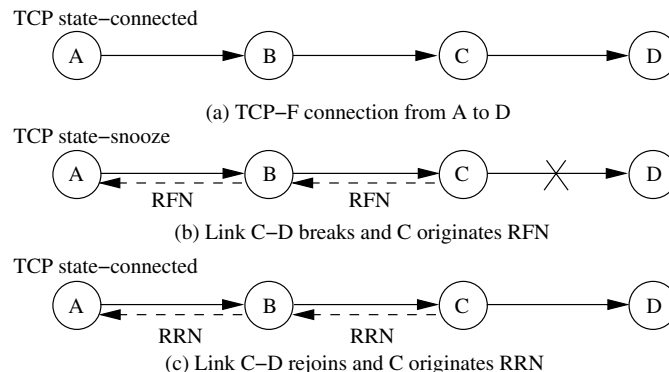 TCP state−connected
A B C D
(a) TCP−F connection from A to D
TCP state−snooze
A B C D
RFN RFN
(b) Link C−D breaks and C originates RFN
TCP state−connected
A B C D
RRN RRN
(c) Link C−D rejoins and C originates RRN